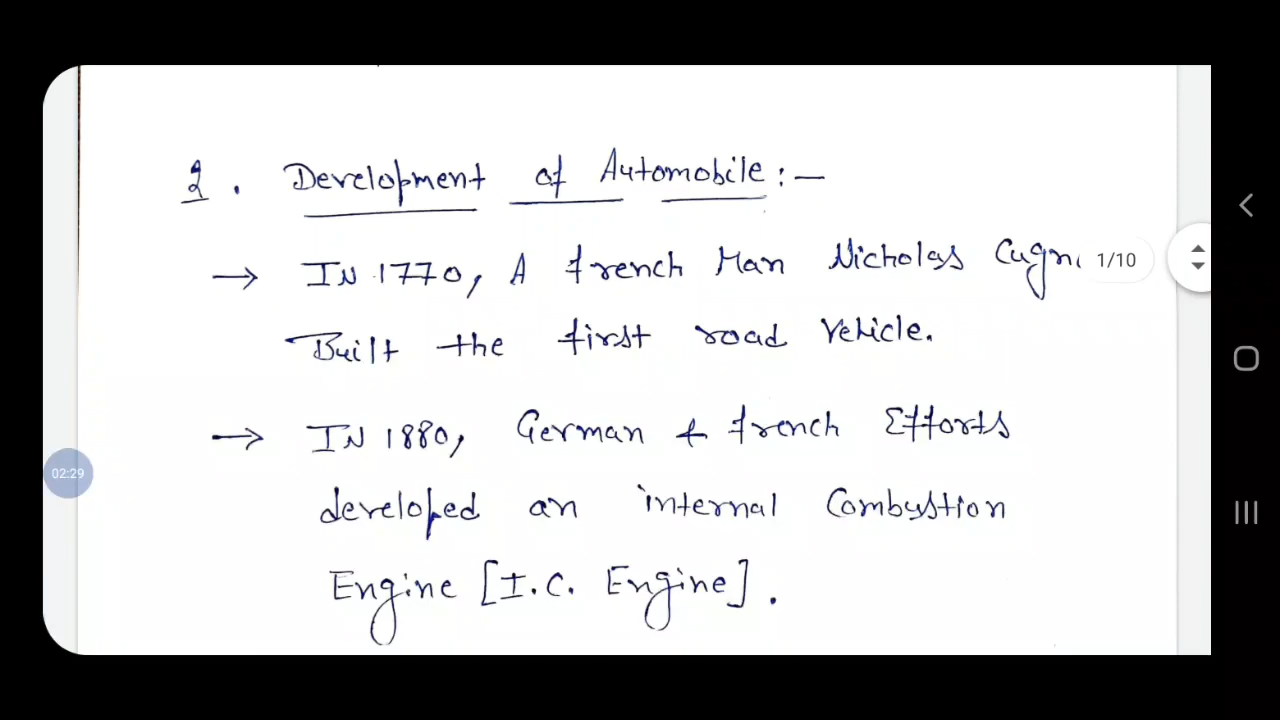 2. Development of Automobile:-
→ IN 1770, A french Man Nicholas 1/10
Built the first road Vehicle.
→ IN 1880, German & french Efforts
02:29
developed an internal Combustion
Engine [I.C. Engine].